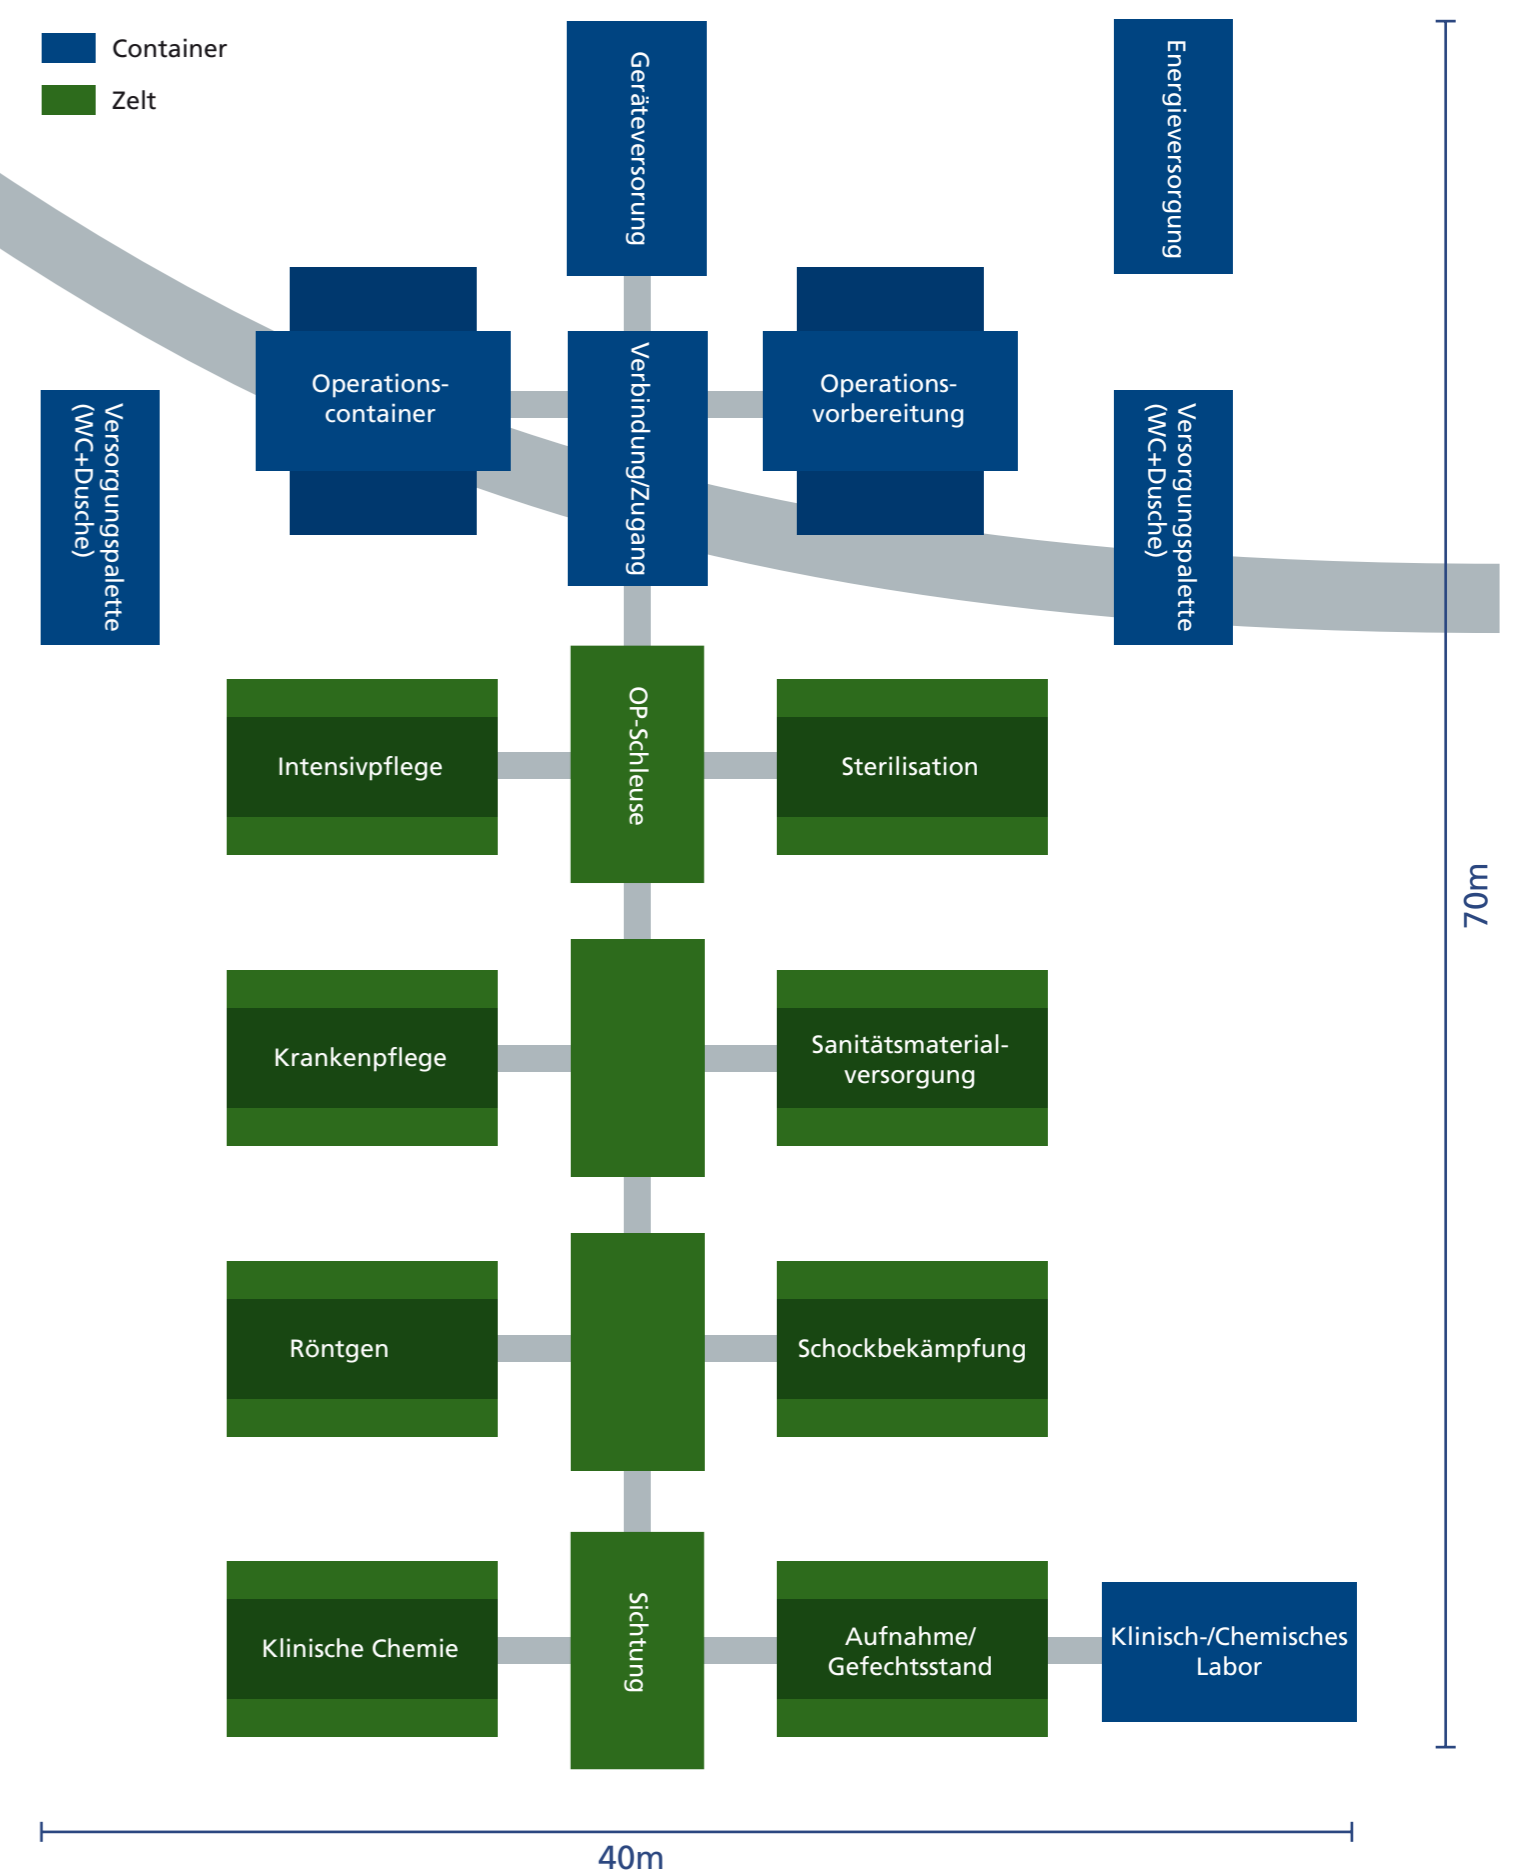 Container
Zelt
Geräteversorung
Energieversorgung
Operations-
container
Verbindung/Zugang
Operations-
vorbereitung
Versorgungspalette
(WC+Dusche)
Versorgungspalette
(WC+Dusche)
Intensivpflege
OP-Schleuse
Sterilisation
70m
Krankenpflege
Sanitätsmaterial-
versorgung
Röntgen
Schockbekämpfung
Klinische Chemie
Sichtung
Aufnahme/
Gefechtsstand
Klinisch-/Chemisches
Labor
40m